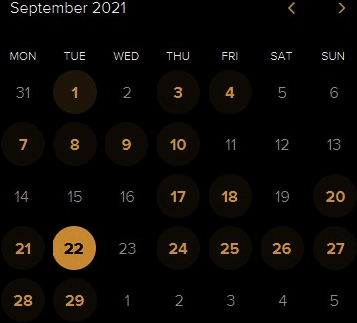 September 2021
MON TUE WED THU FRI SAT SUN
31 1 2 3 4 5 6
7 8 9 10 11 12 13
14 15 16 17 18 19 20
21 22 23 24 25 26 27
28 29 1 2 3 4 5